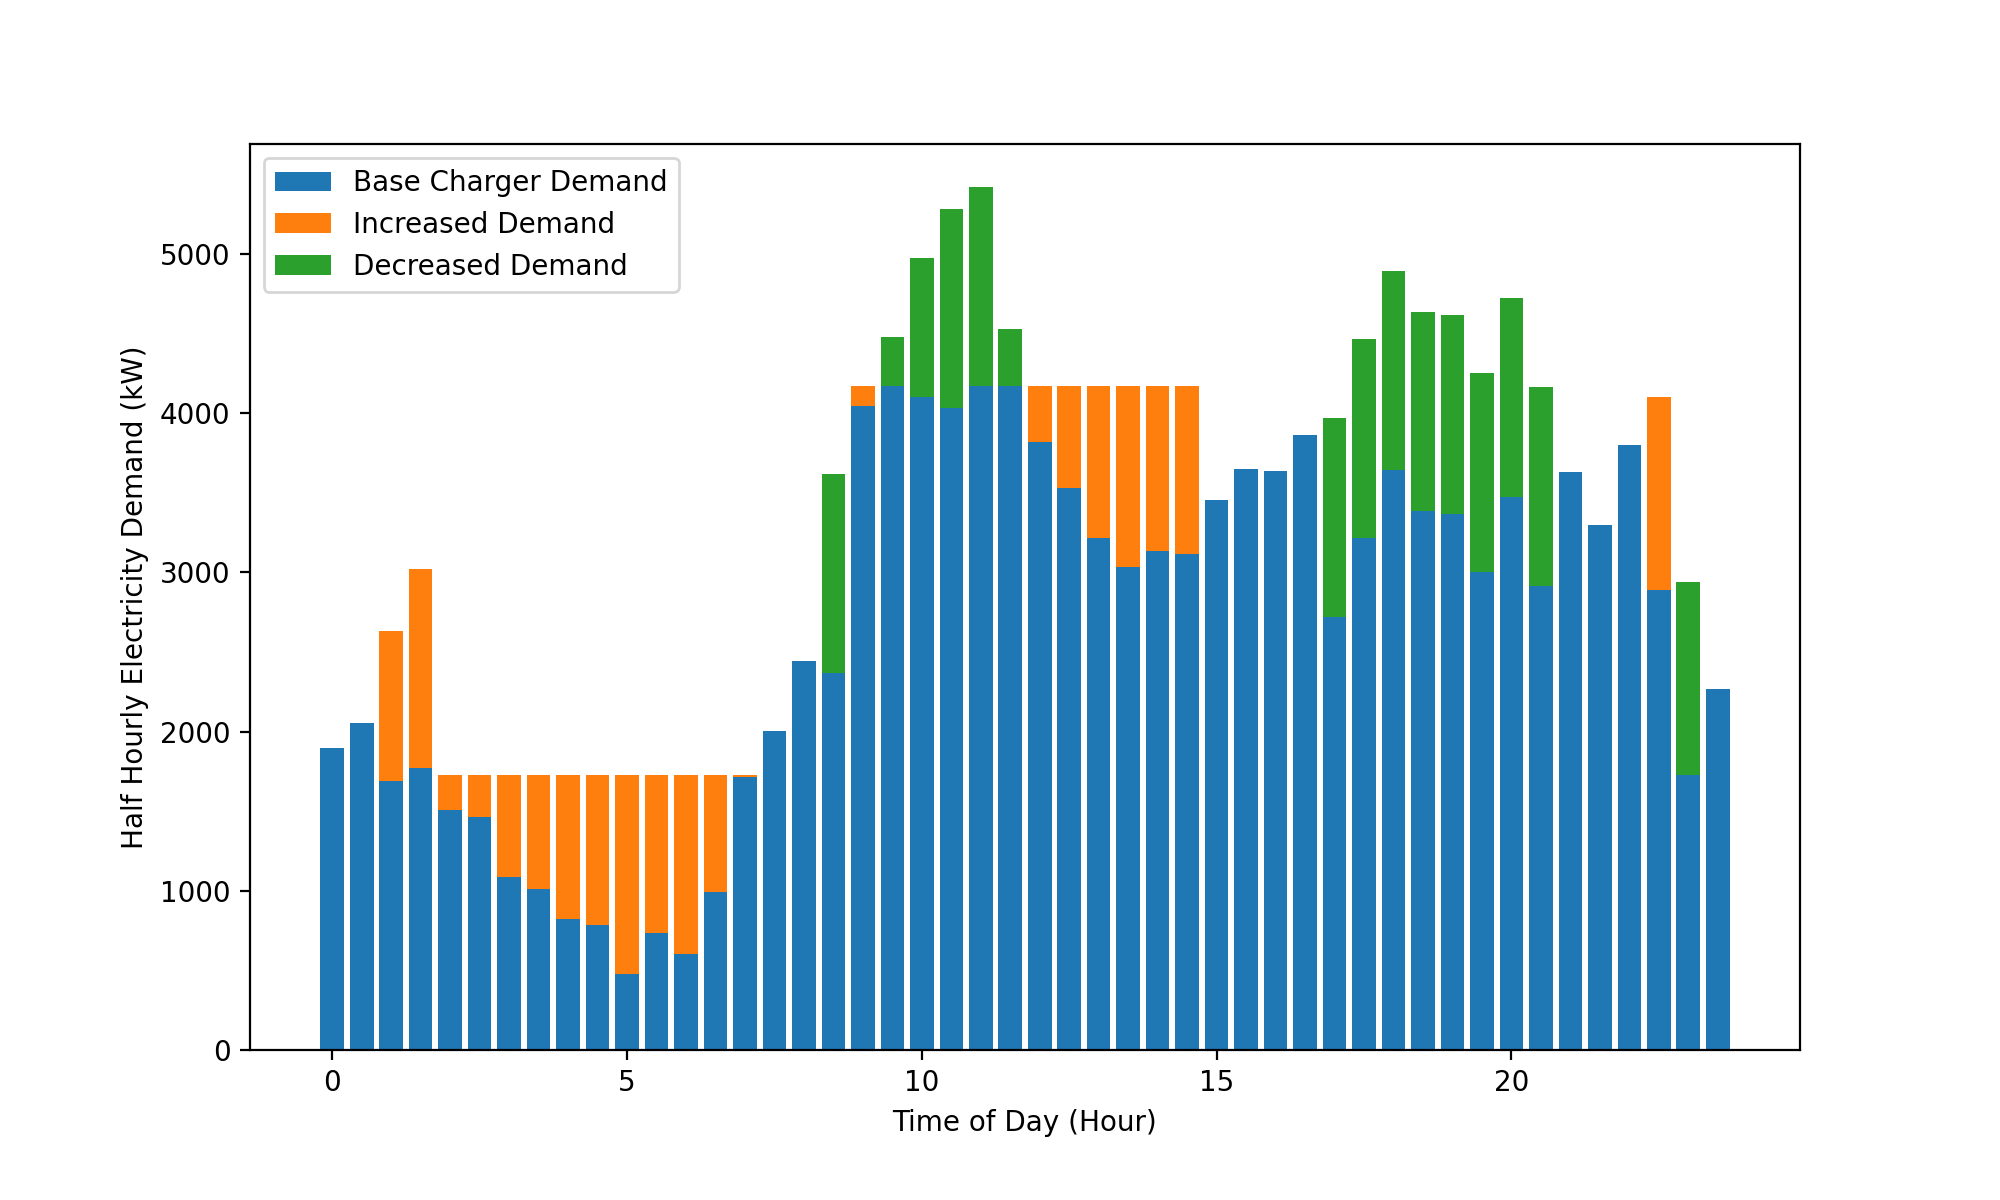 Base Charger Demand
Increased Demand
Decreased Demand
5000
4000
3000
2000
1000
0
Half Hourly Electricity Demand (kW)
0 5 10 15 20
Time of Day (Hour)